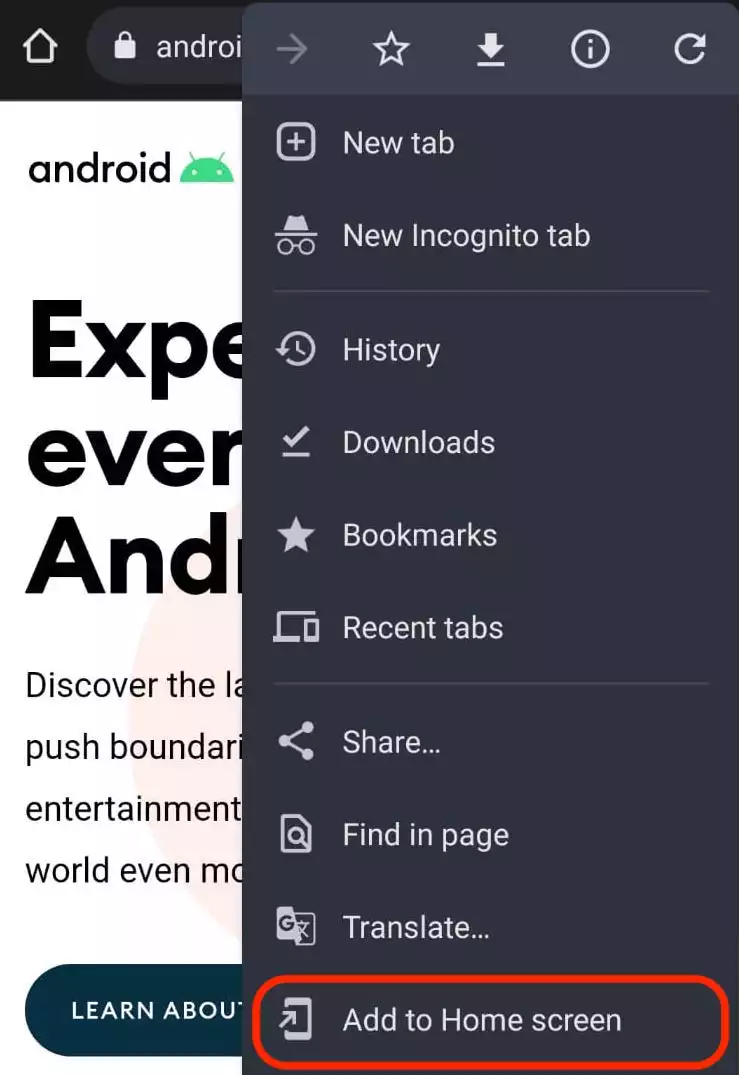 androi
android
New tab
New Incognito tab
Expe
ever
Andr
History
Downloads
Bookmarks
Recent tabs
Discover the la
push boundari
entertainment
world even mo
Share…
Find in page
Translate…
LEARN ABOUT
Add to Home screen